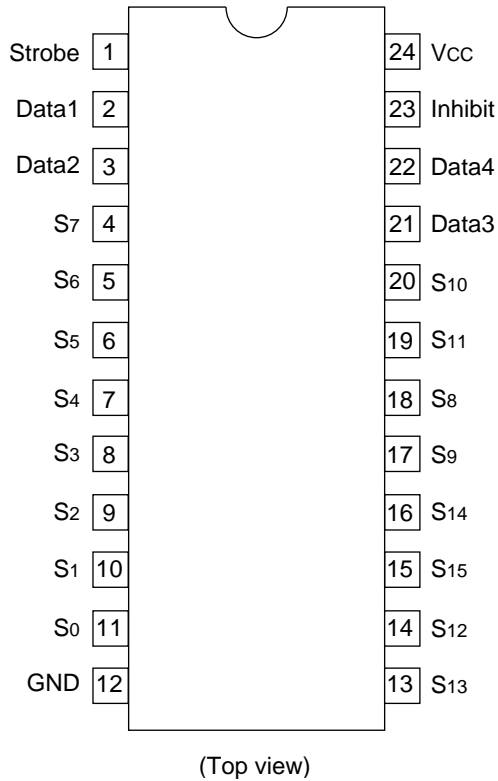 Strobe 1 24 VCC
Data1 2 23 Inhibit
Data2 3 22 Data4
S7 4 21 Data3
S6 5 20 S10
S5 6 19 S11
S4 7 18 S8
S3 8 17 S9
S2 9 16 S14
S1 10 15 S15
S0 11 14 S12
GND 12 13 S13
(Top view)